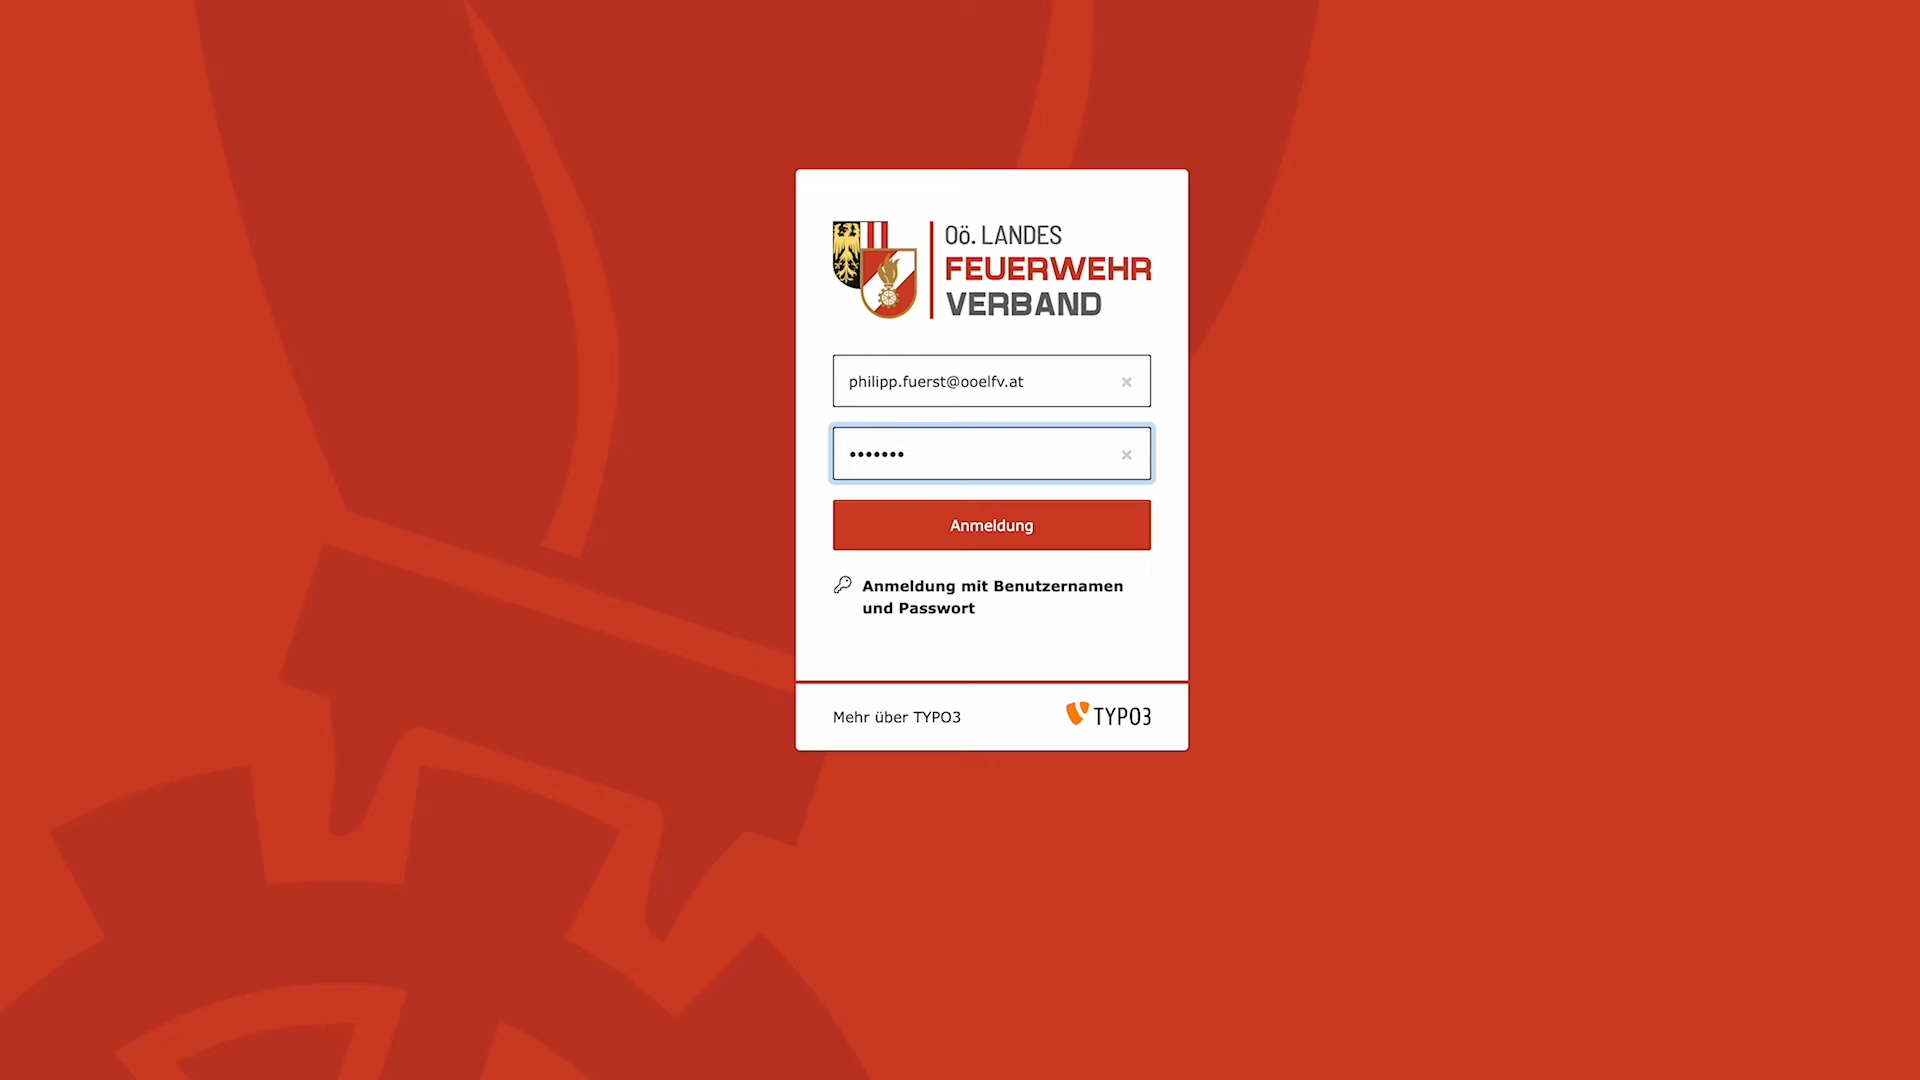 Oö. LANDES
FEUERWEHR
VERBAND
philipp.fuerst@ooelfv.at
•••••••
Anmeldung
Anmeldung mit Benutzernamen
und Passwort
Mehr über TYPO3
TYPO3